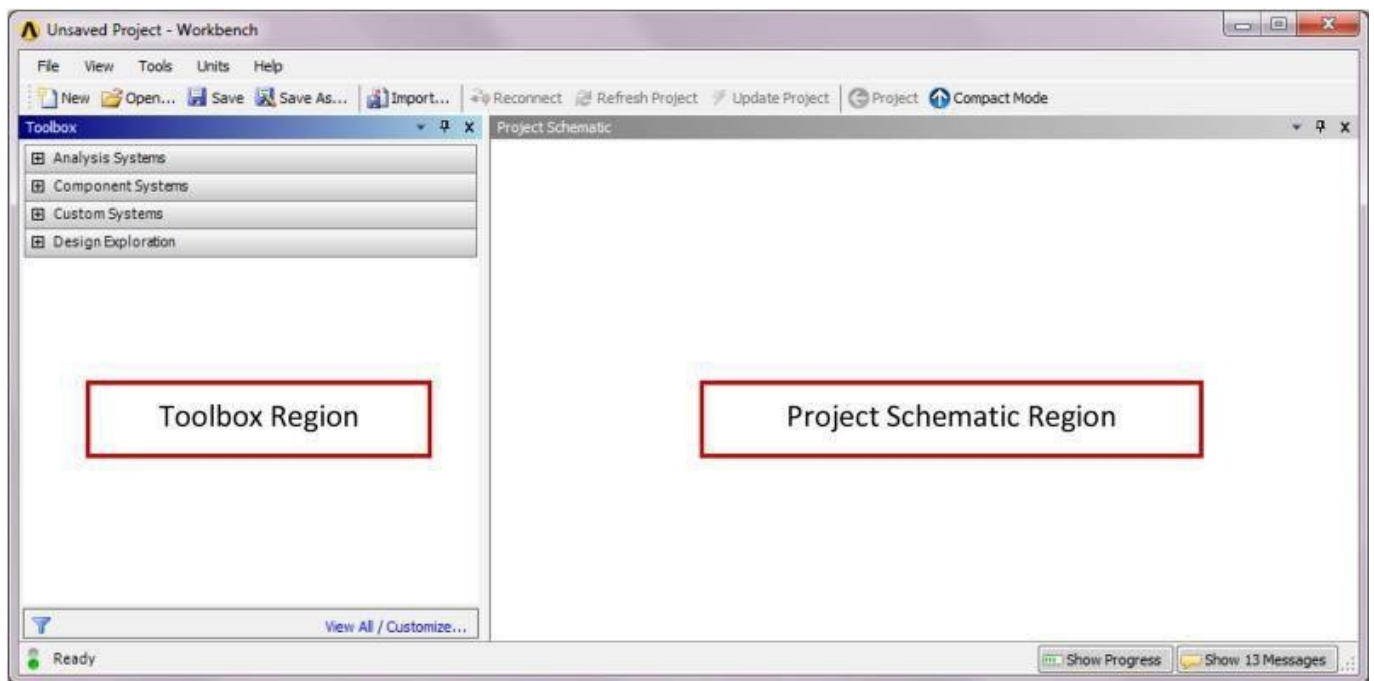 Unsaved Project - Workbench
File View Tools Units Help
New Open... Save Save As... Import... Reconnect Refresh Project Update Project Project Compact Mode
Toolbox
Project Schematic
Analysis Systems
Component Systems
Custom Systems
Design Exploration
Toolbox Region
Project Schematic Region
View All / Customize...
Ready
Show Progress
Show 13 Messages